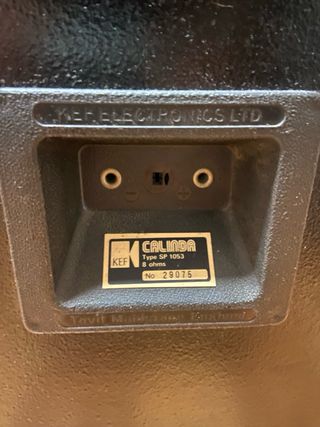 KEF ELECTRONICS LTD
− +
KEF
CALINDA
Type SP 1053
8 ohms
No 29075
Tovil Maidstone England